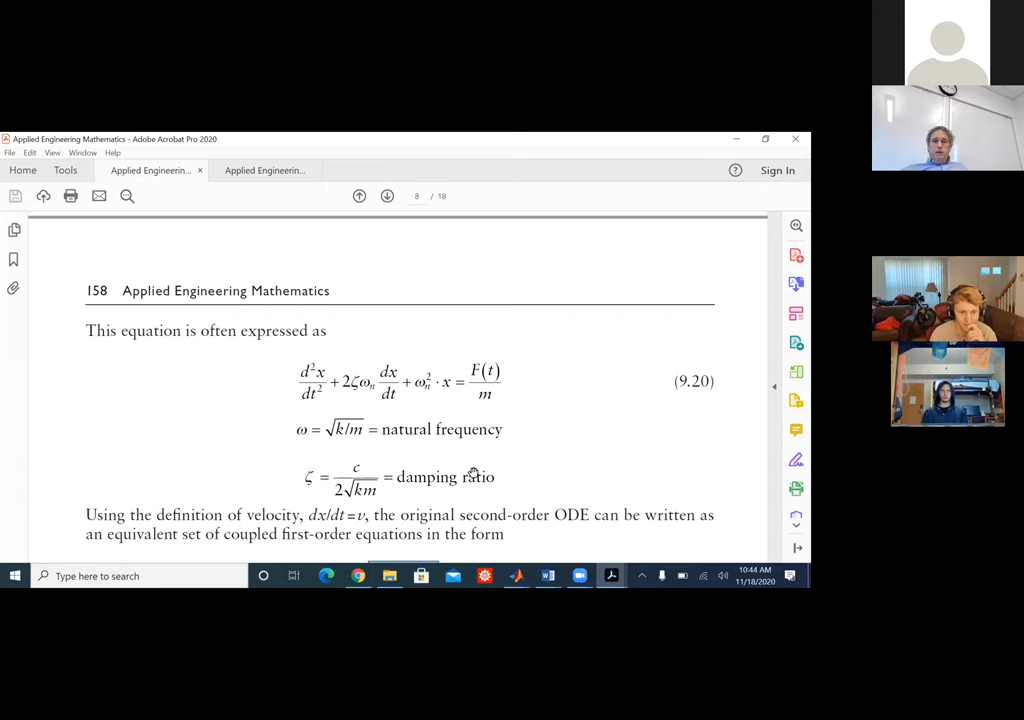 Applied Engineering Mathematics - Adobe Acrobat Pro 2020
File Edit View Window Help
Home Tools Applied Engineerin... × Applied Engineerin... Sign In
8 / 18
158 Applied Engineering Mathematics
This equation is often expressed as
d²x/dt² + 2ζωₙ dx/dt + ωₙ² · x = F(t)/m (9.20)
ω = √k/m = natural frequency
ζ = c/2√km = damping ratio
Using the definition of velocity, dx/dt = v, the original second-order ODE can be written as
an equivalent set of coupled first-order equations in the form
Type here to search
10:44 AM
11/18/2020